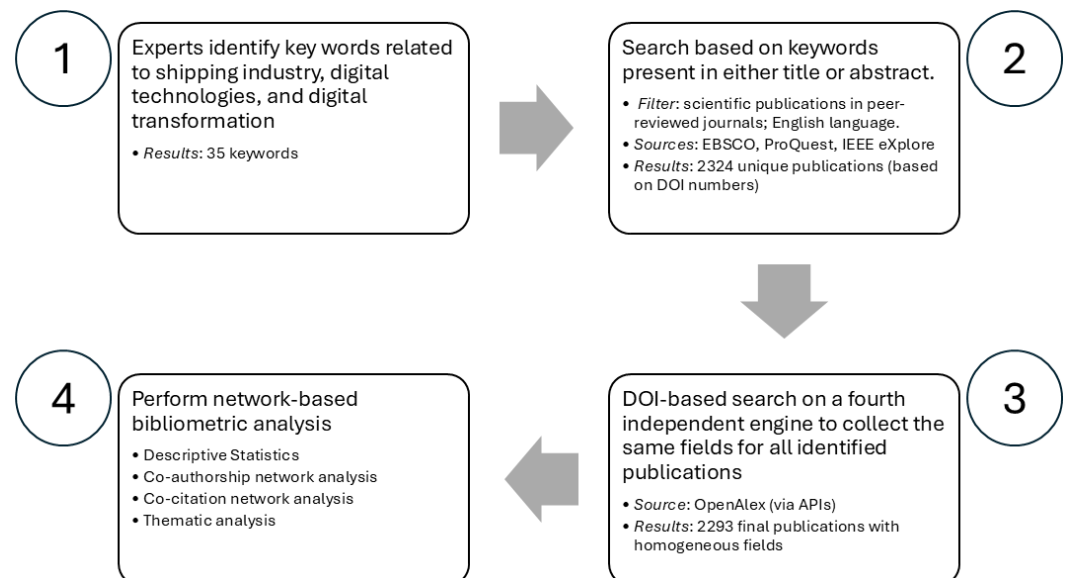 1
Experts identify key words related
to shipping industry, digital
technologies, and digital
transformation
• Results: 35 keywords
Search based on keywords
present in either title or abstract.
• Filter: scientific publications in peer-
reviewed journals; English language.
• Sources: EBSCO, ProQuest, IEEE eXplore
• Results: 2324 unique publications (based
on DOI numbers)
2
4
Perform network-based
bibliometric analysis
• Descriptive Statistics
• Co-authorship network analysis
• Co-citation network analysis
• Thematic analysis
DOI-based search on a fourth
independent engine to collect the
same fields for all identified
publications
• Source: OpenAlex (via APIs)
• Results: 2293 final publications with
homogeneous fields
3